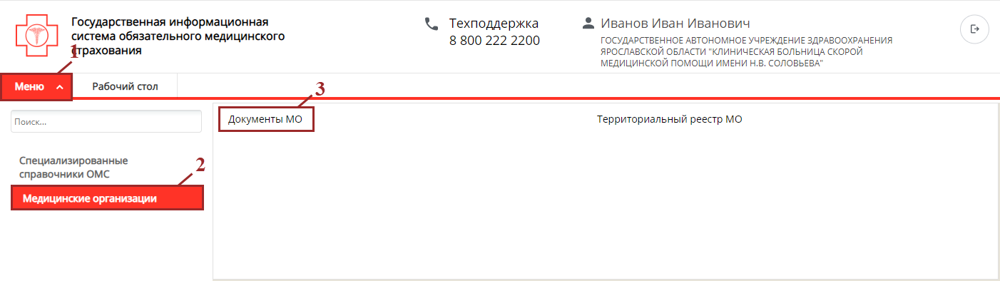 Государственная информационная
система обязательного медицинского
страхования
Техподдержка
8 800 222 2200
Иванов Иван Иванович
ГОСУДАРСТВЕННОЕ АВТОНОМНОЕ УЧРЕЖДЕНИЕ ЗДРАВООХРАНЕНИЯ
ЯРОСЛАВСКОЙ ОБЛАСТИ "КЛИНИЧЕСКАЯ БОЛЬНИЦА СКОРОЙ
МЕДИЦИНСКОЙ ПОМОЩИ ИМЕНИ Н.В. СОЛОВЬЕВА"
1
Меню
Рабочий стол
3
Поиск...
Документы МО
Территориальный реестр МО
Специализированные
справочники ОМС
2
Медицинские организации